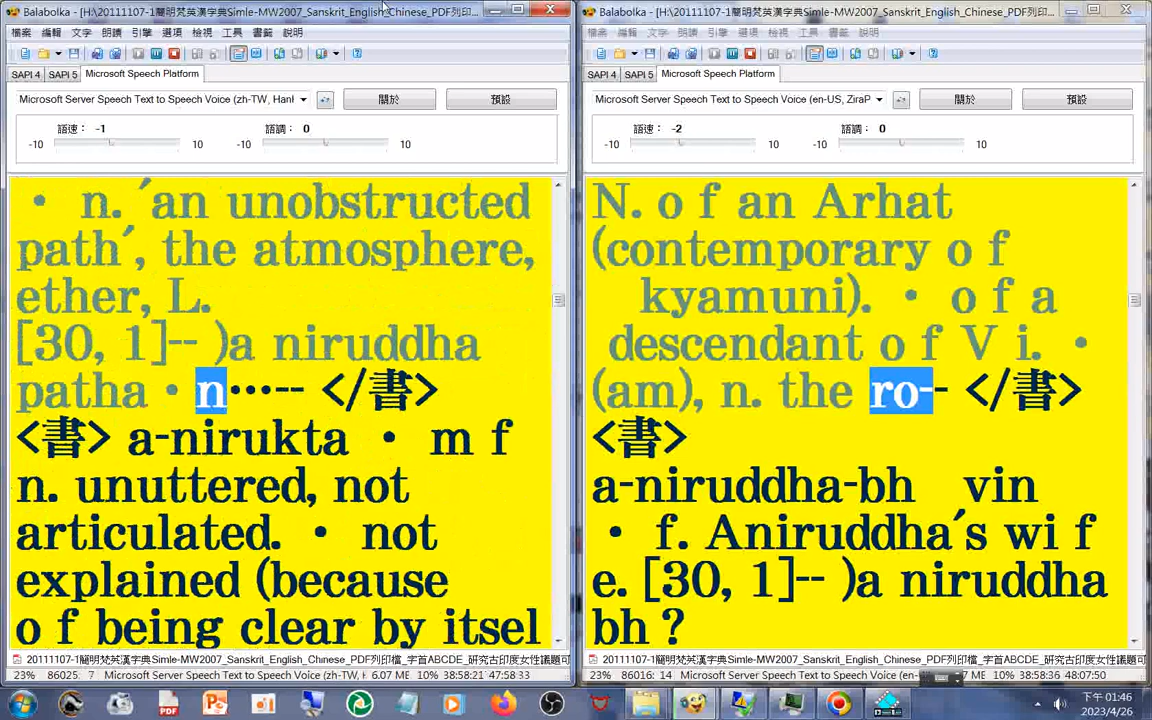 Balabolka - [H:\20111107-1簡明梵英漢字典Simle-MW2007_Sanskrit_English_Chinese_PDF列印...
檔案 編輯 文字 朗讀 引擎 選項 檢視 工具 書籤 說明
SAPI 4 SAPI 5 Microsoft Speech Platform
Microsoft Server Speech Text to Speech Voice (zh-TW, Hanl
關於 預設
語速： -1 語調： 0
-10 10 -10 10
• n. ´an unobstructed
path´, the atmosphere,
ether, L.
[30, 1]-- )a niruddha
patha • n…-- </書>
<書> a-nirukta • m f
n. unuttered, not
articulated. • not
explained (because
o f being clear by itsel
20111107-1簡明梵英漢字典Simle-MW2007_Sanskrit_English_Chinese_PDF列印檔_字首ABCDE_研究古印度女性議題可
23% 86025: 7 Microsoft Server Speech Text to Speech Voice (zh-TW, H 6.07 ME 10% 38:58:21 47:58:33
Balabolka - [H:\20111107-1簡明梵英漢字典Simle-MW2007_Sanskrit_English_Chinese_PDF列印...
檔案 編輯 文字 朗讀 引擎 選項 檢視 工具 書籤 說明
SAPI 4 SAPI 5 Microsoft Speech Platform
Microsoft Server Speech Text to Speech Voice (en-US, ZiraP
關於 預設
語速： -2 語調： 0
-10 10 -10 10
N. o f an Arhat
(contemporary o f
kyamuni). • o f a
descendant o f V i. •
(am), n. the ro-- </書>
<書>
a-niruddha-bh vin
• f. Aniruddha´s wi f
e. [30, 1]-- )a niruddha
bh ?
20111107-1簡明梵英漢字典Simle-MW2007_Sanskrit_English_Chinese_PDF列印檔_字首ABCDE_研究古印度女性議題可
23% 86016: 14 Microsoft Server Speech Text to Speech Voice (en-U ME 10% 38:58:36 48:07:50
下午 01:46
2023/4/26